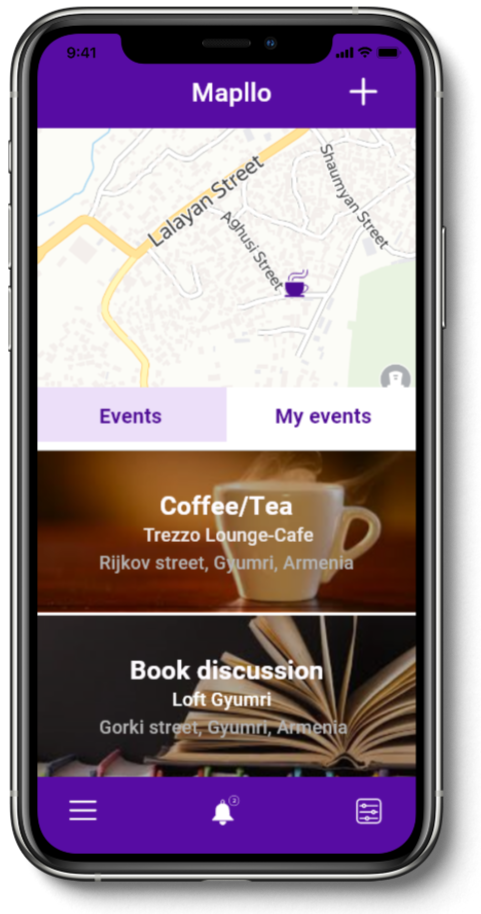 9:41
Mapllo
Lalayan Street
Shaumyan Street
Aghusi Street
Events
My events
Coffee/Tea
Trezzo Lounge-Cafe
Rijkov street, Gyumri, Armenia
Book discussion
Loft Gyumri
Gorki street, Gyumri, Armenia